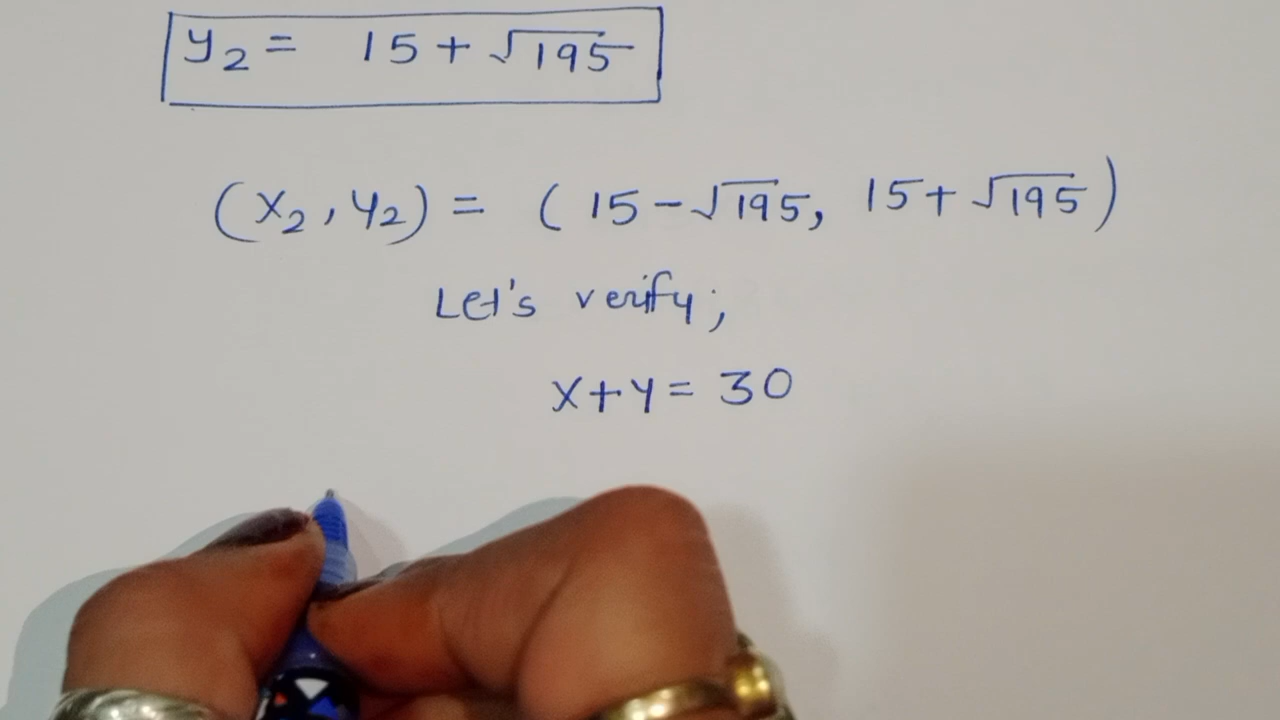 y₂ = 15 + √195
(x₂, y₂) = (15 - √195, 15 + √195)
Let's verify;
x + y = 30